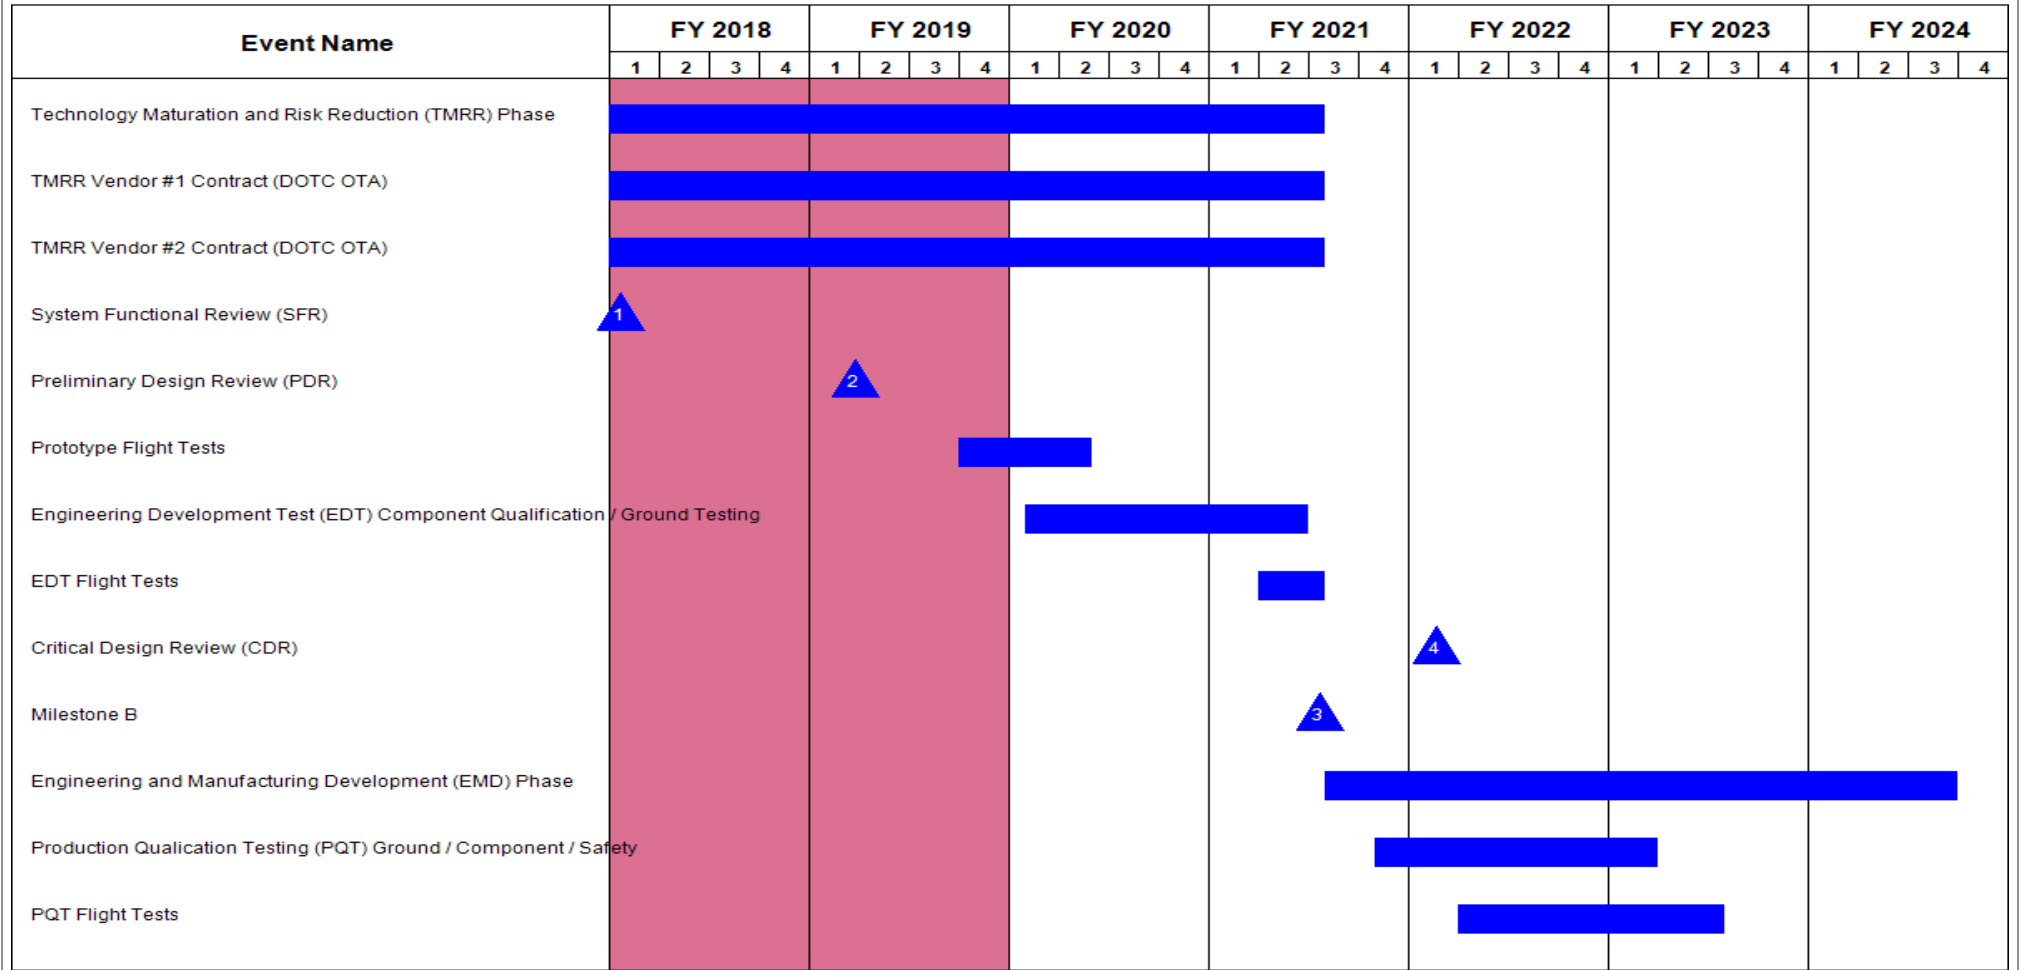 Event Name FY 2018 FY 2019 FY 2020 FY 2021 FY 2022 FY 2023 FY 2024
1 2 3 4 1 2 3 4 1 2 3 4 1 2 3 4 1 2 3 4 1 2 3 4 1 2 3 4
Technology Maturation and Risk Reduction (TMRR) Phase
TMRR Vendor #1 Contract (DOTC OTA)
TMRR Vendor #2 Contract (DOTC OTA)
System Functional Review (SFR) 1
Preliminary Design Review (PDR) 2
Prototype Flight Tests
Engineering Development Test (EDT) Component Qualification / Ground Testing
EDT Flight Tests
Critical Design Review (CDR) 4
Milestone B 3
Engineering and Manufacturing Development (EMD) Phase
Production Qualication Testing (PQT) Ground / Component / Safety
PQT Flight Tests